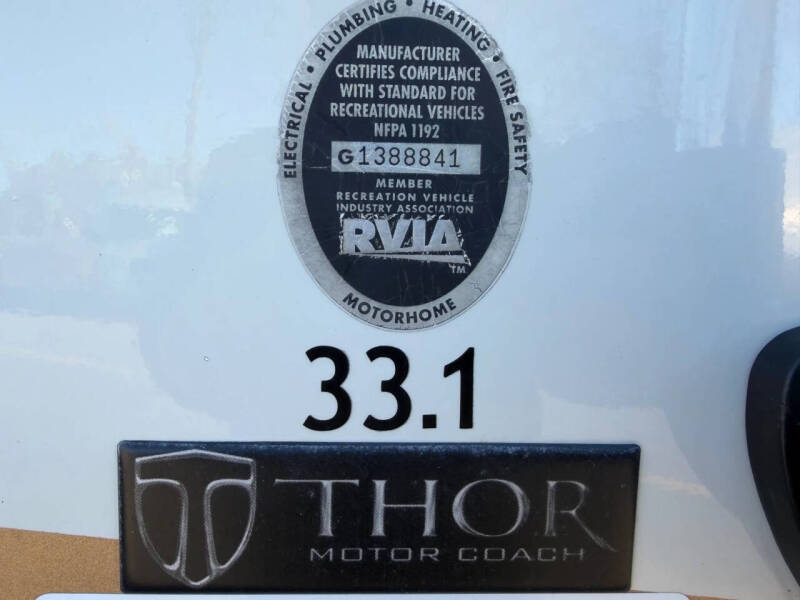 ELECTRICAL • PLUMBING • HEATING • FIRE SAFETY
MANUFACTURER
CERTIFIES COMPLIANCE
WITH STANDARD FOR
RECREATIONAL VEHICLES
NFPA 1192
G1388841
MEMBER
RECREATION VEHICLE
INDUSTRY ASSOCIATION
RVIA
TM
MOTORHOME
33.1
THOR
MOTOR COACH